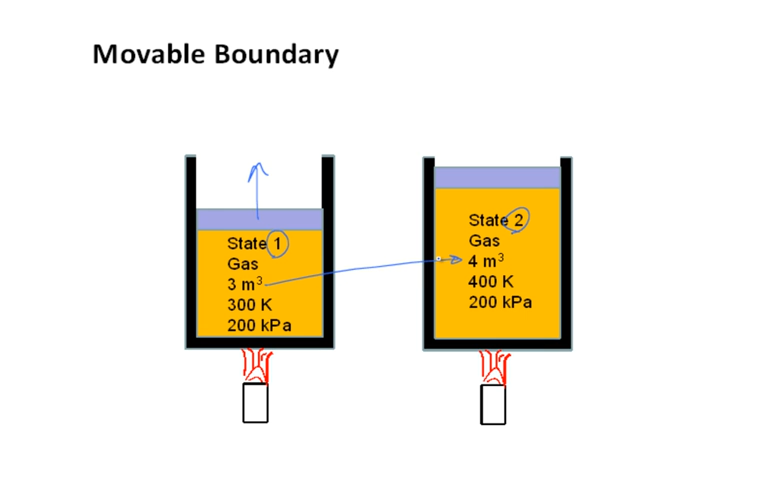 Movable Boundary
State 1
Gas
3 m³
300 K
200 kPa
State 2
Gas
4 m³
400 K
200 kPa